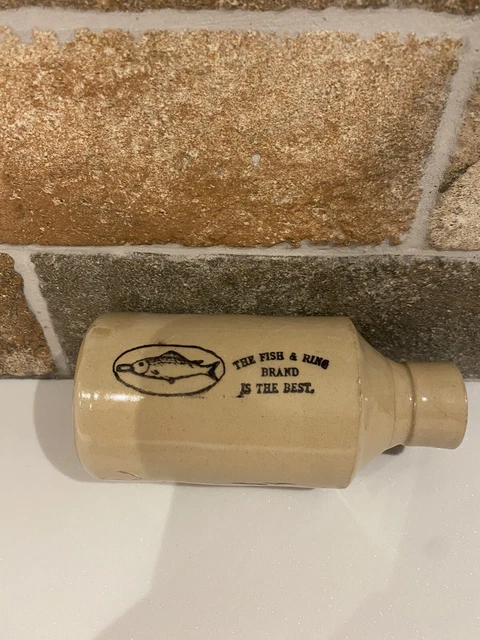 THE FISH & RING
BRAND
IS THE BEST.